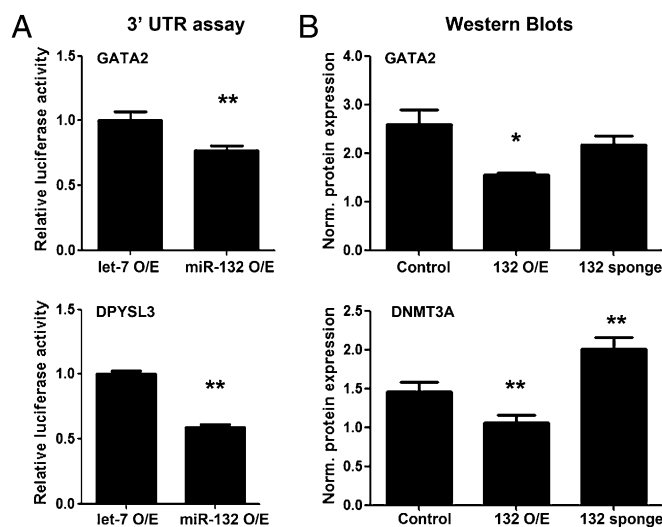 A
3' UTR assay
GATA2
Relative luciferase activity
1.5
1.0
0.5
0.0
**
let-7 O/E
miR-132 O/E
DPYSL3
Relative luciferase activity
1.5
1.0
0.5
0.0
**
let-7 O/E
miR-132 O/E
B
Western Blots
GATA2
Norm. protein expression
4.0
3.0
2.0
1.0
0.0
*
Control
132 O/E
132 sponge
DNMT3A
Norm. protein expression
2.5
2.0
1.5
1.0
0.5
0.0
**
**
Control
132 O/E
132 sponge